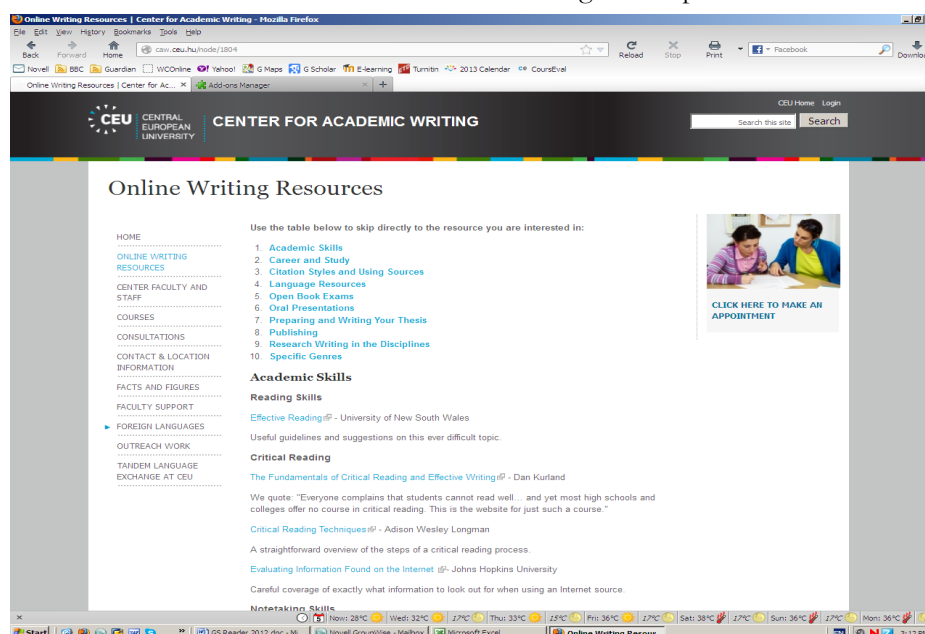 Online Writing Resources | Center for Academic Writing - Mozilla Firefox
File Edit View History Bookmarks Tools Help
Back Forward Home caw.ceu.hu/node/1804 Reload Stop Print Facebook
Novell BBC Guardian WCOnline Yahoo! G Maps G Scholar E-learning Turnitin 2013 Calendar CoursEval
Online Writing Resources | Center for Ac... Add-ons Manager
CEU Home Login
CEU CENTRAL EUROPEAN UNIVERSITY
CENTER FOR ACADEMIC WRITING
Search this site Search
Online Writing Resources
HOME
ONLINE WRITING
RESOURCES
CENTER FACULTY AND
STAFF
COURSES
CONSULTATIONS
CONTACT & LOCATION
INFORMATION
FACTS AND FIGURES
FACULTY SUPPORT
FOREIGN LANGUAGES
OUTREACH WORK
TANDEM LANGUAGE
EXCHANGE AT CEU
Use the table below to skip directly to the resource you are interested in:
1. Academic Skills
2. Career and Study
3. Citation Styles and Using Sources
4. Language Resources
5. Open Book Exams
6. Oral Presentations
7. Preparing and Writing Your Thesis
8. Publishing
9. Research Writing in the Disciplines
10. Specific Genres
Academic Skills
Reading Skills
Effective Reading - University of New South Wales
Useful guidelines and suggestions on this ever difficult topic.
Critical Reading
The Fundamentals of Critical Reading and Effective Writing - Dan Kurland
We quote: "Everyone complains that students cannot read well... and yet most high schools and
colleges offer no course in critical reading. This is the website for just such a course."
Critical Reading Techniques - Adison Wesley Longman
A straightforward overview of the steps of a critical reading process.
Evaluating Information Found on the Internet - Johns Hopkins University
Careful coverage of exactly what information to look out for when using an Internet source.
Notetaking Skills
CLICK HERE TO MAKE AN
APPOINTMENT
Now: 28°C Wed: 32°C 17°C Thu: 33°C 15°C Fri: 36°C 17°C Sat: 38°C 17°C Sun: 36°C 17°C Mon: 36°C
Start GS Reader 2012.doc - Mi... Novell GroupWise - Mailbox Microsoft Excel Online Writing Resour...